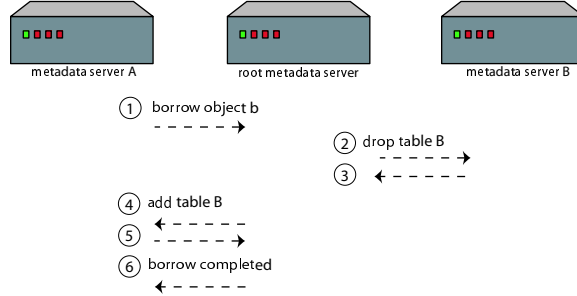 metadata server A
root metadata server
metadata server B
1 borrow object b
2 drop table B
3
4 add table B
5
6 borrow completed